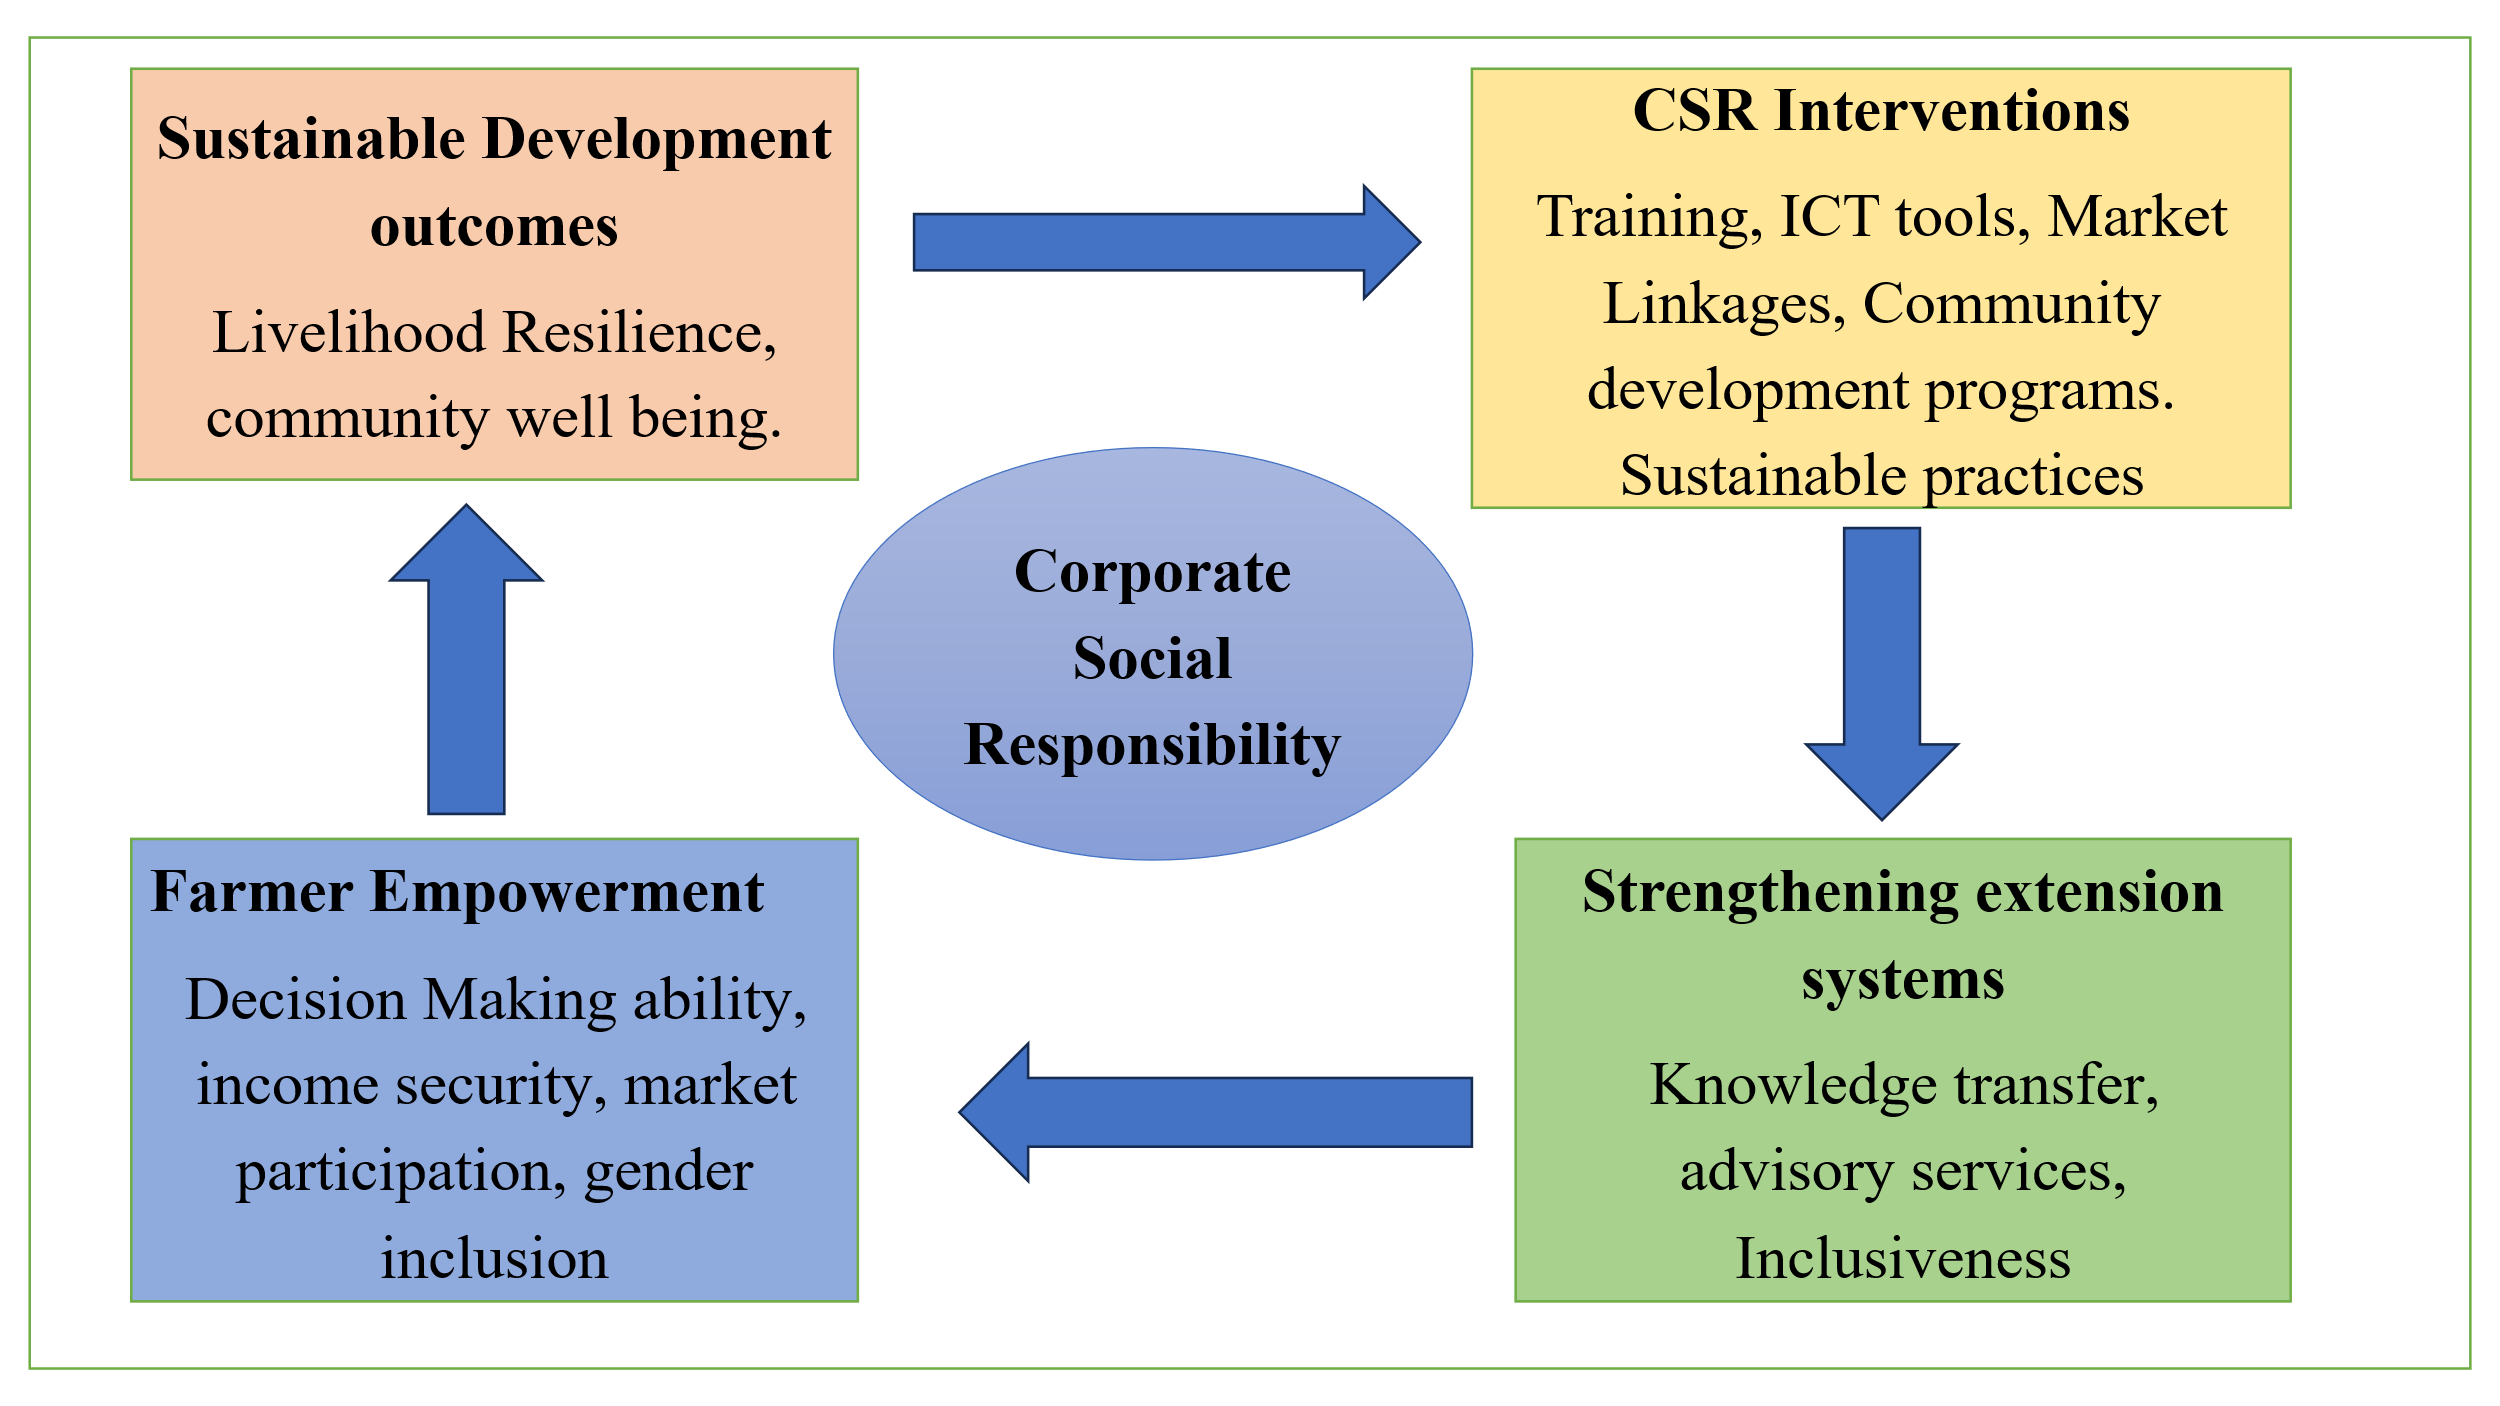 Sustainable Development
outcomes
Livelihood Resilience,
community well being.
CSR Interventions
Training, ICT tools, Market
Linkages, Community
development programs.
Sustainable practices
Corporate
Social
Responsibility
Farmer Empowerment
Decision Making ability,
income security, market
participation, gender
inclusion
Strengthening extension
systems
Knowledge transfer,
advisory services,
Inclusiveness